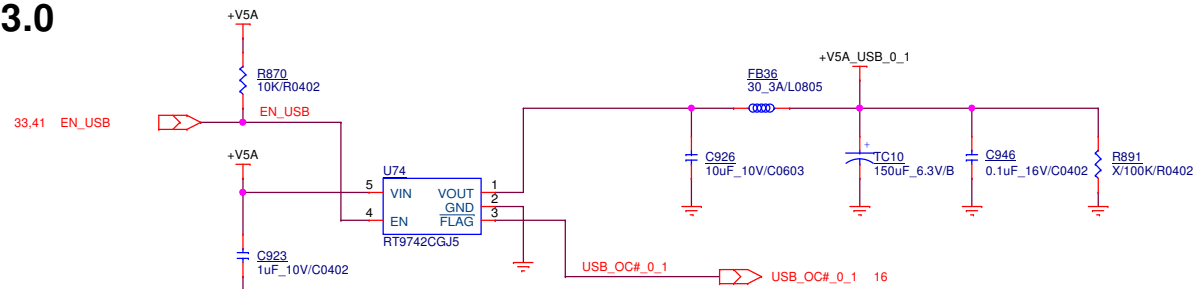 3.0
+V5A
R870
10K/R0402
33,41 EN_USB
EN_USB
+V5A
C923
1uF_10V/C0402
U74
5 VIN VOUT 1
GND 2
4 EN FLAG 3
RT9742CGJ5
USB_OC#_0_1
USB_OC#_0_1 16
C926
10uF_10V/C0603
FB36
30_3A/L0805
+V5A_USB_0_1
+
TC10
150uF_6.3V/B
C946
0.1uF_16V/C0402
R891
X/100K/R0402